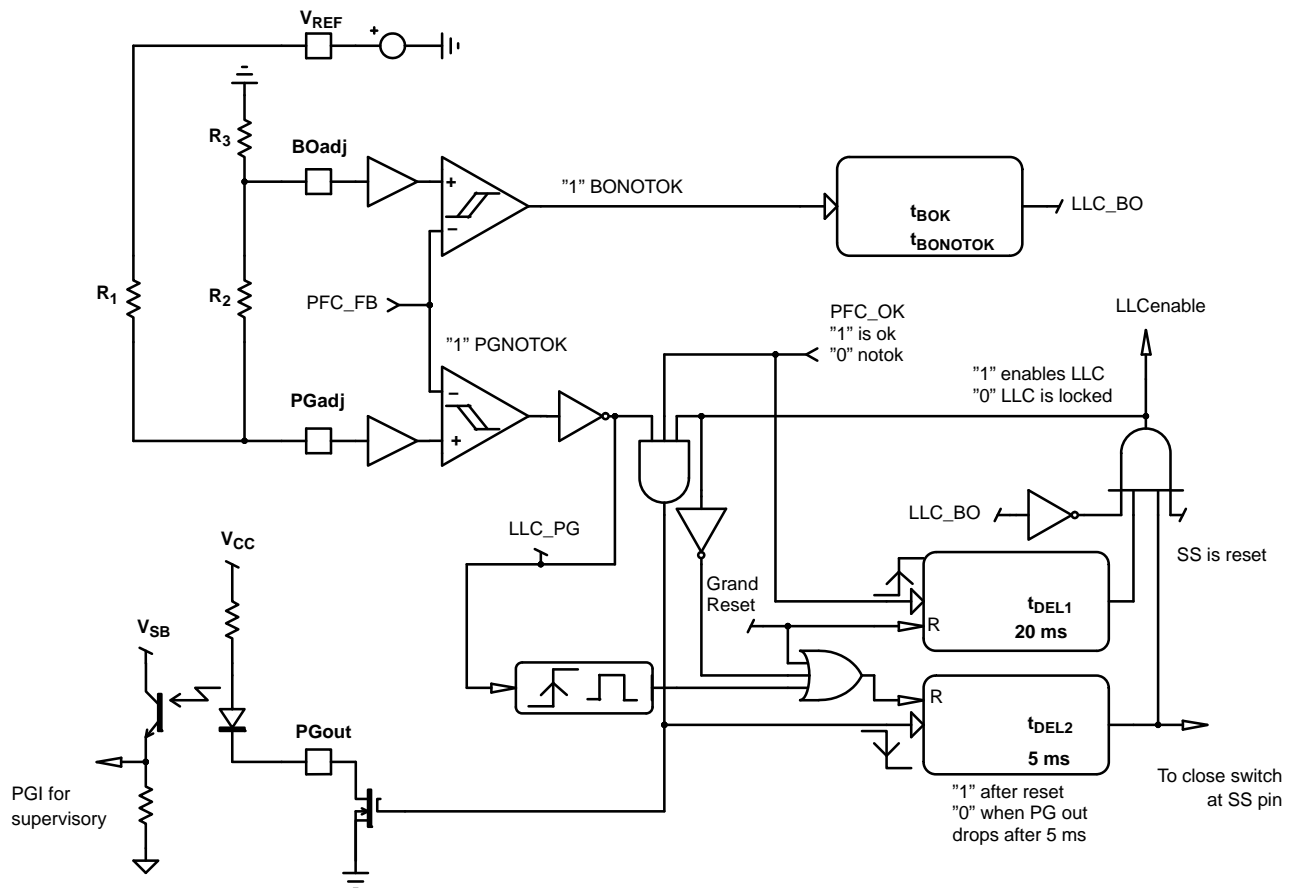 VREF
+
R3
BOadj
+
−
"1" BONOTOK
tBOK
tBONOTOK
LLC_BO
R1
R2
PFC_FB
PFC_OK
"1" is ok
"0" notok
LLCenable
"1" PGNOTOK
"1" enables LLC
"0" LLC is locked
PGadj
−
+
LLC_BO
LLC_PG
SS is reset
VCC
Grand
Reset
tDEL1
20 ms
R
VSB
R
tDEL2
5 ms
PGout
PGI for
supervisory
"1" after reset
"0" when PG out
drops after 5 ms
To close switch
at SS pin